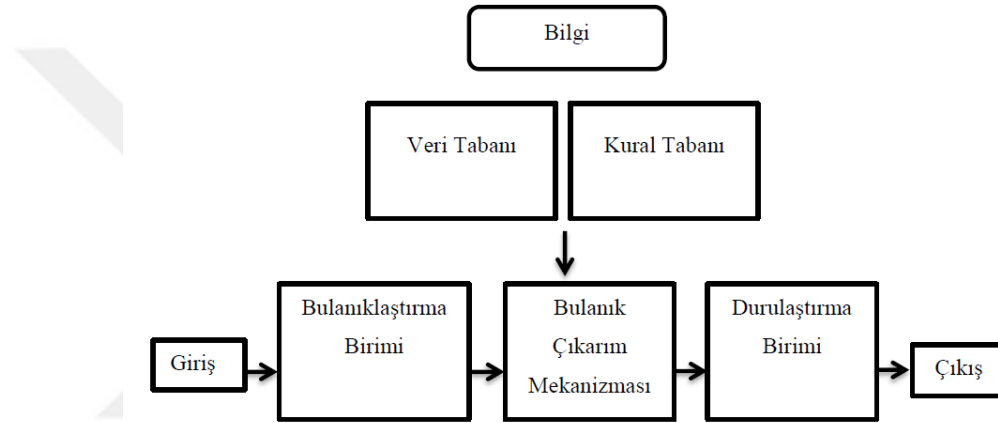 Bilgi
Veri Tabanı
Kural Tabanı
Bulanıklaştırma
Birimi
Bulanık
Çıkarım
Mekanizması
Durulaştırma
Birimi
Giriş
Çıkış